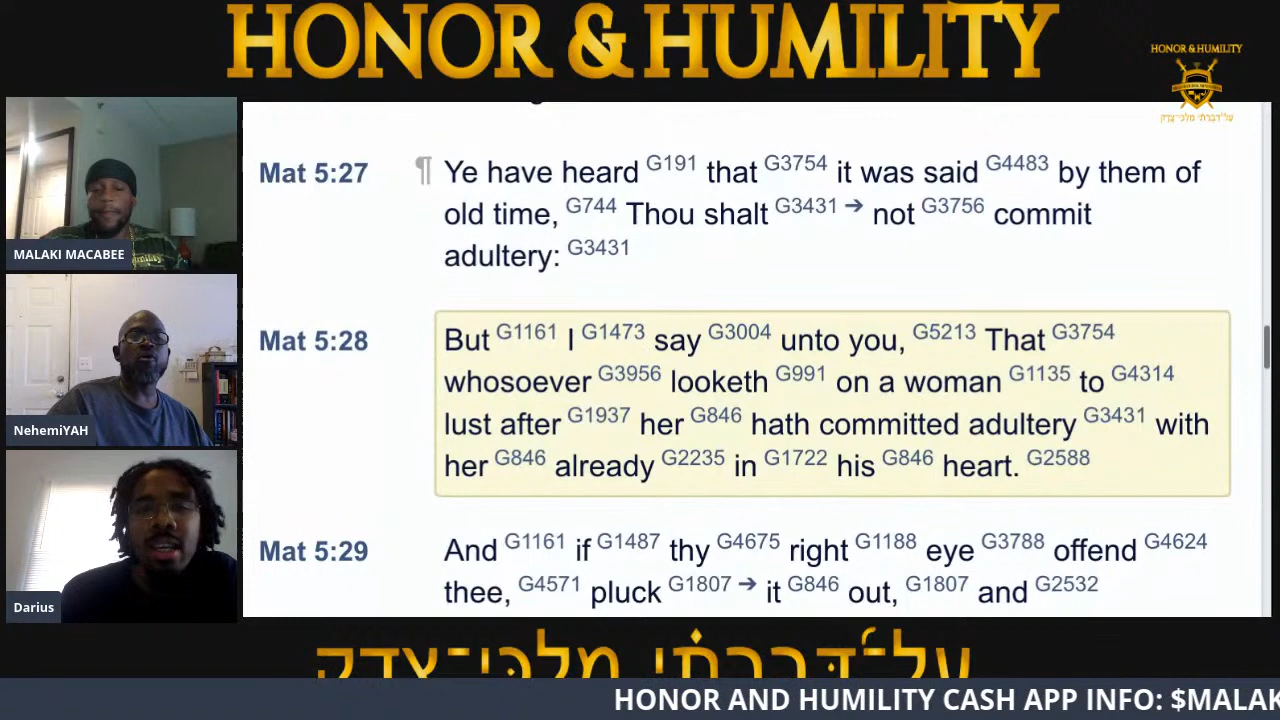 HONOR & HUMILITY
HONOR & HUMILITY
על־דברתי מלכי־צדק
MALAKI MACABEE
NehemiYAH
Darius
Mat 5:27 ¶ Ye have heard G191 that G3754 it was said G4483 by them of
old time, G744 Thou shalt G3431 ➔ not G3756 commit
adultery: G3431
Mat 5:28 But G1161 I G1473 say G3004 unto you, G5213 That G3754
whosoever G3956 looketh G991 on a woman G1135 to G4314
lust after G1937 her G846 hath committed adultery G3431 with
her G846 already G2235 in G1722 his G846 heart. G2588
Mat 5:29 And G1161 if G1487 thy G4675 right G1188 eye G3788 offend G4624
thee, G4571 pluck G1807 ➔ it G846 out, G1807 and G2532
עַל־דִּבְרָתִ֗י מַלְכִּי־צֶדֶק
HONOR AND HUMILITY CASH APP INFO: $MALAK